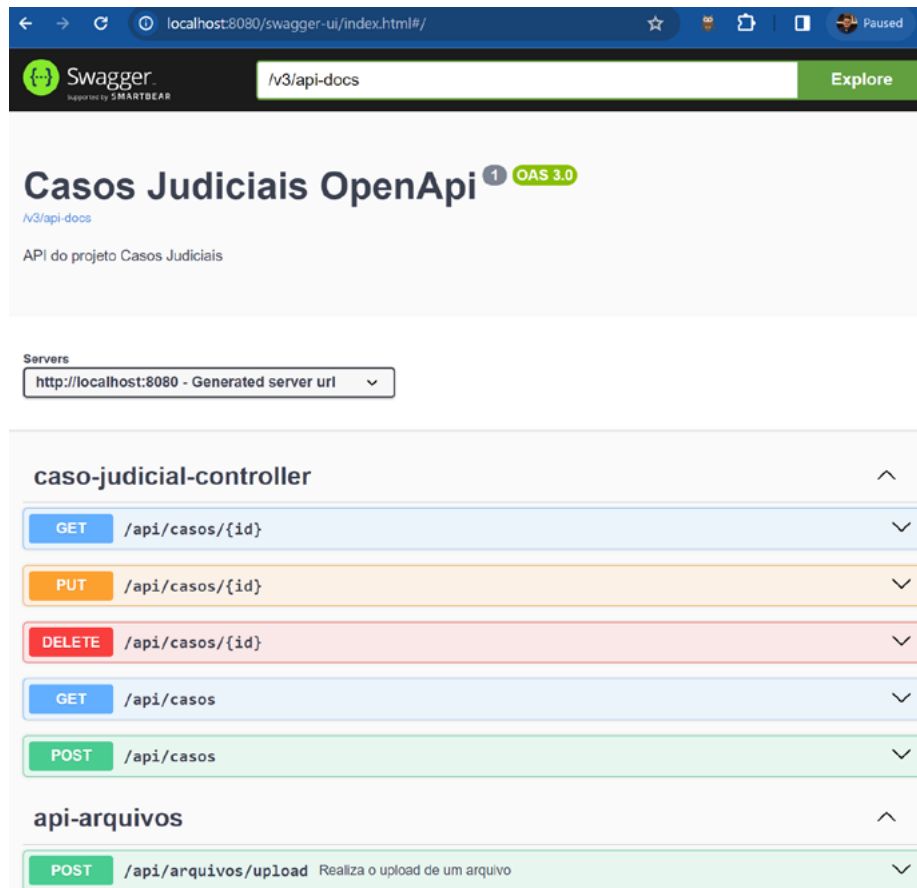 localhost:8080/swagger-ui/index.html#/
Paused
Swagger
Supported by SMARTBEAR
/v3/api-docs
Explore
Casos Judiciais OpenApi 1 OAS 3.0
/v3/api-docs
API do projeto Casos Judiciais
Servers
http://localhost:8080 - Generated server url
caso-judicial-controller
GET /api/casos/{id}
PUT /api/casos/{id}
DELETE /api/casos/{id}
GET /api/casos
POST /api/casos
api-arquivos
POST /api/arquivos/upload Realiza o upload de um arquivo